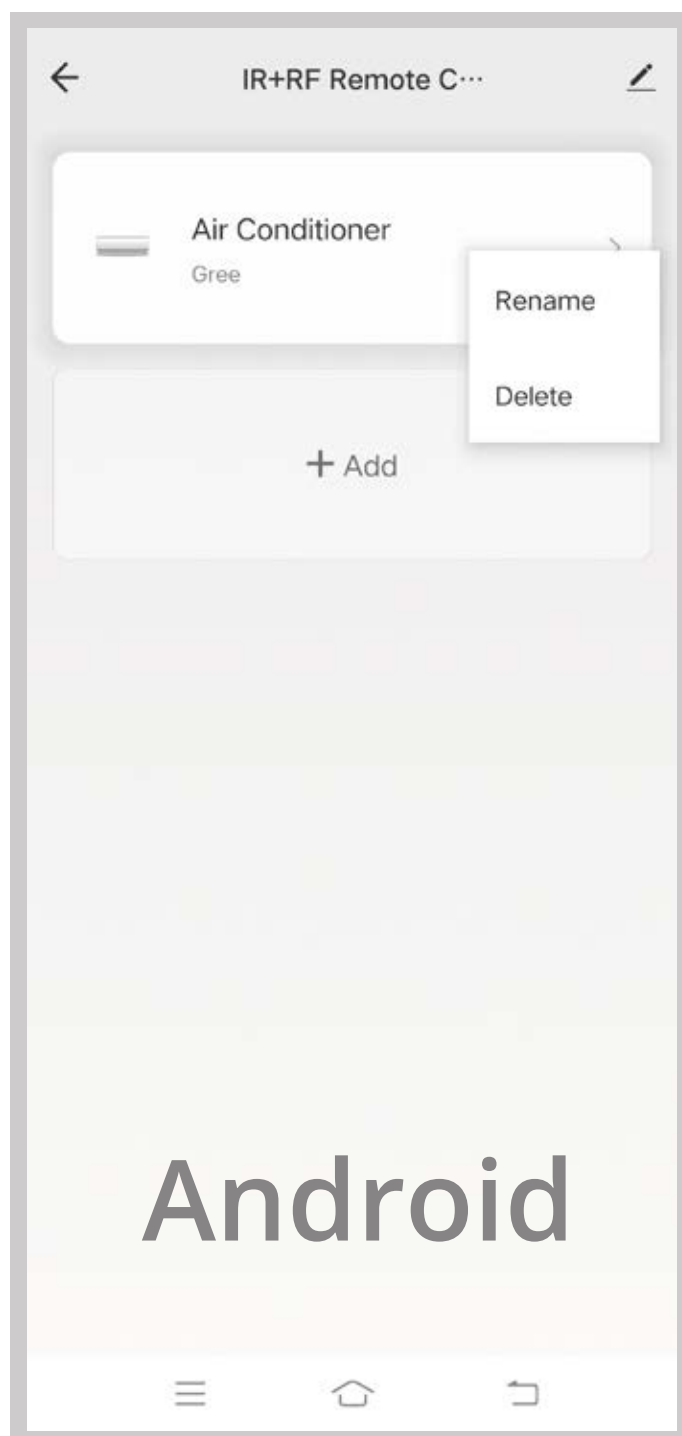 IR+RF Remote C···
Air Conditioner
Gree
Rename
Delete
+ Add
Android